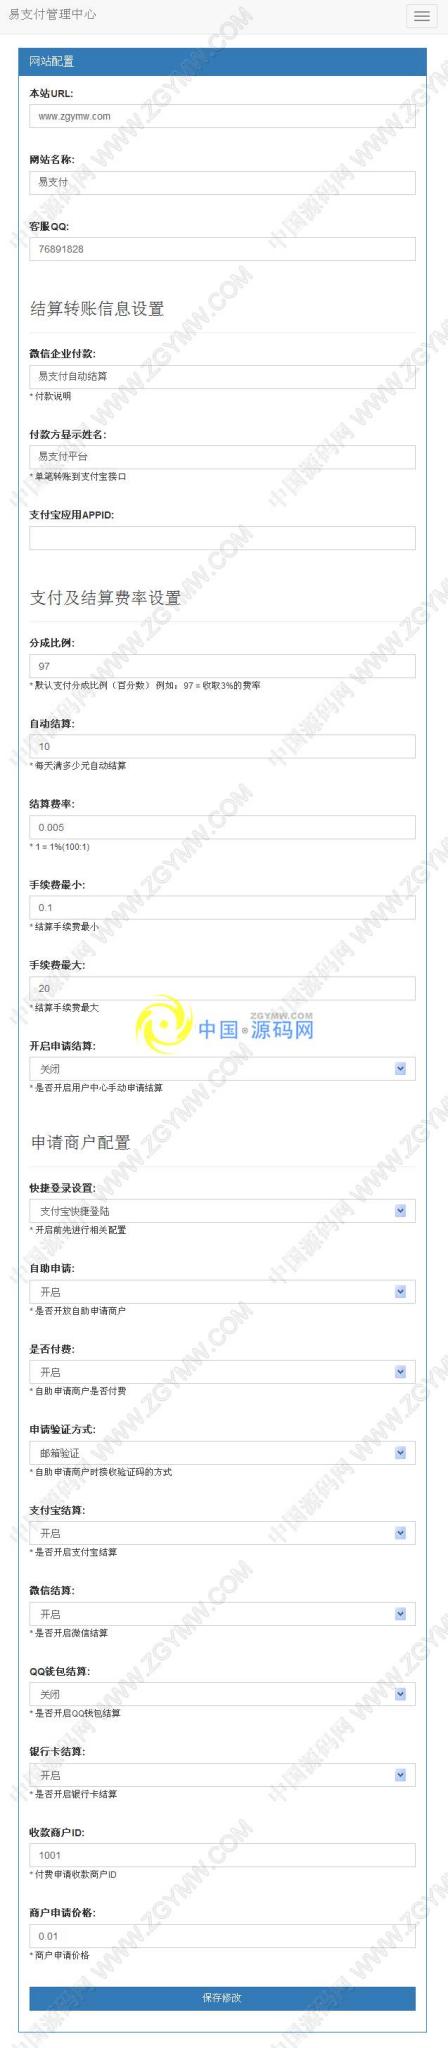 易支付管理中心
网站配置
本站URL:
www.zgymw.com
网站名称:
易支付
客服QQ:
76891828
结算转账信息设置
微信企业付款:
易支付自动结算
* 付款说明
付款方显示姓名:
易支付平台
* 单笔转账到支付宝接口
支付宝应用APPID:
支付及结算费率设置
分成比例:
97
* 默认支付分成比例（百分数） 例如：97 = 收取3%的费率
自动结算:
10
* 每天满多少元自动结算
结算费率:
0.005
* 1 = 1%(100:1)
手续费最小:
0.1
* 结算手续费最小
手续费最大:
20
* 结算手续费最大
ZGYMW.COM
中国源码网
开启申请结算:
关闭
* 是否开启用户中心手动申请结算
申请商户配置
快捷登录设置:
支付宝快捷登陆
* 开启前先进行相关配置
自助申请:
开启
* 是否开放自助申请商户
是否付费:
开启
* 自助申请商户是否付费
申请验证方式:
邮箱验证
* 自助申请商户时接收验证码的方式
支付宝结算:
开启
* 是否开启支付宝结算
微信结算:
开启
* 是否开启微信结算
QQ钱包结算:
关闭
* 是否开启QQ钱包结算
银行卡结算:
开启
* 是否开启银行卡结算
收款商户ID:
1001
* 付费申请收款商户ID
商户申请价格:
0.01
* 商户申请价格
保存修改
中国源码网 WWW.ZGYMW.COM